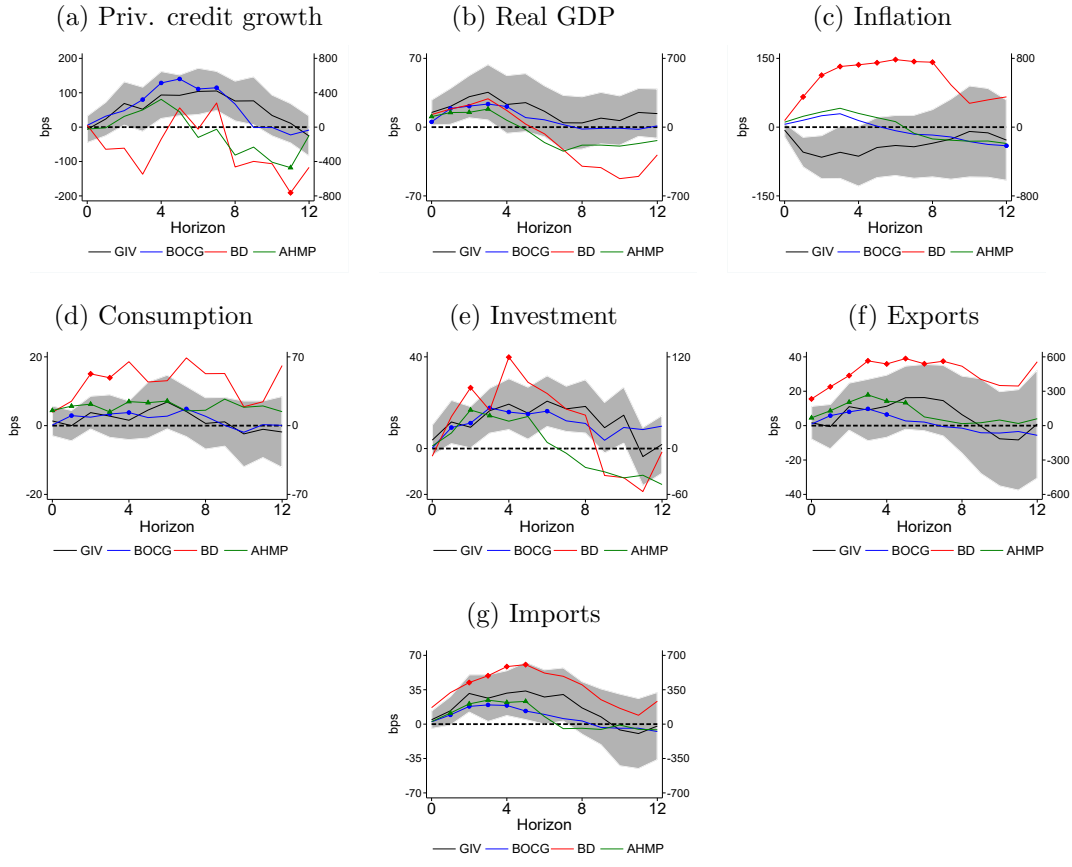 (a) Priv. credit growth
(b) Real GDP
(c) Inflation
200 800
100 400
0 0
-100 -400
-200 -800
bps
0 4 8 12
Horizon
GIV BOCG BD AHMP
70 700
0 0
-70 -700
0 4 8 12
Horizon
GIV BOCG BD AHMP
150 800
0 0
-150 -800
0 4 8 12
Horizon
GIV BOCG BD AHMP
(d) Consumption
(e) Investment
(f) Exports
20 70
0 0
-20 -70
bps
0 4 8 12
Horizon
GIV BOCG BD AHMP
40 120
20 60
0 0
-20 -60
bps
0 4 8 12
Horizon
GIV BOCG BD AHMP
40 600
20 300
0 0
-20 -300
-40 -600
bps
0 4 8 12
Horizon
GIV BOCG BD AHMP
(g) Imports
70 700
35 350
0 0
-35 -350
-70 -700
bps
0 4 8 12
Horizon
GIV BOCG BD AHMP